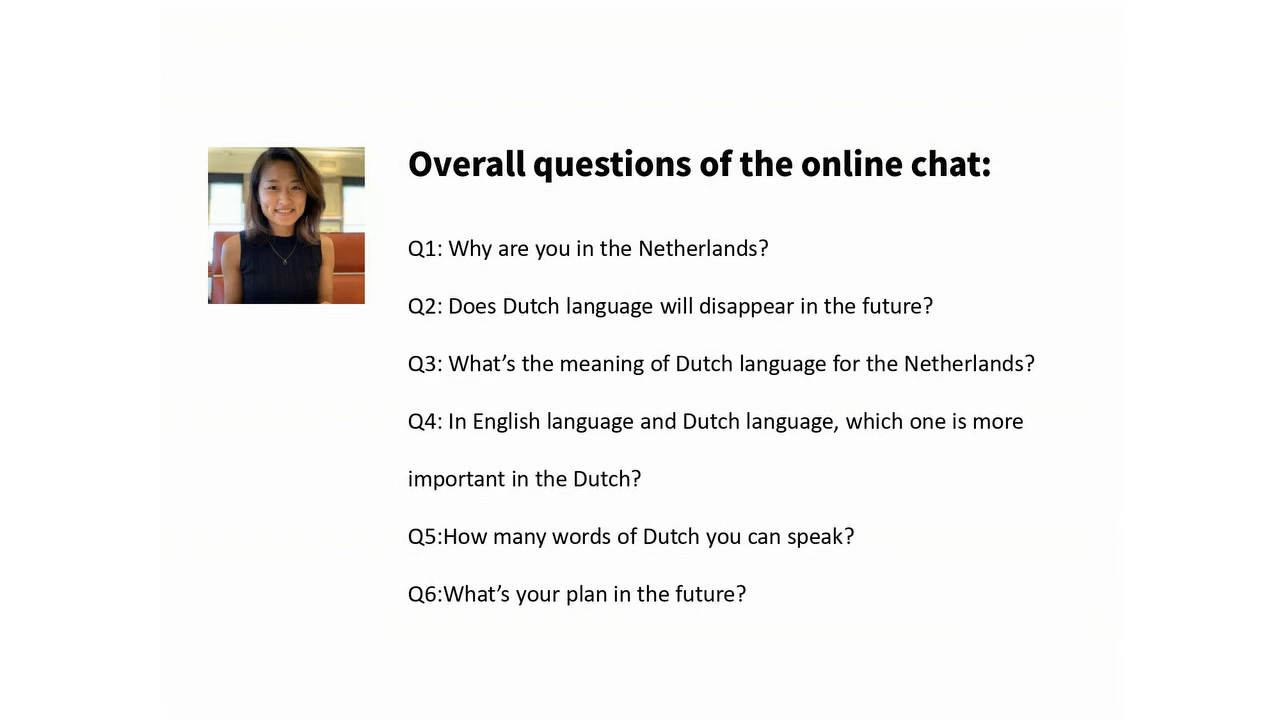 Overall questions of the online chat:
Q1: Why are you in the Netherlands?
Q2: Does Dutch language will disappear in the future?
Q3: What’s the meaning of Dutch language for the Netherlands?
Q4: In English language and Dutch language, which one is more
important in the Dutch?
Q5:How many words of Dutch you can speak?
Q6:What’s your plan in the future?